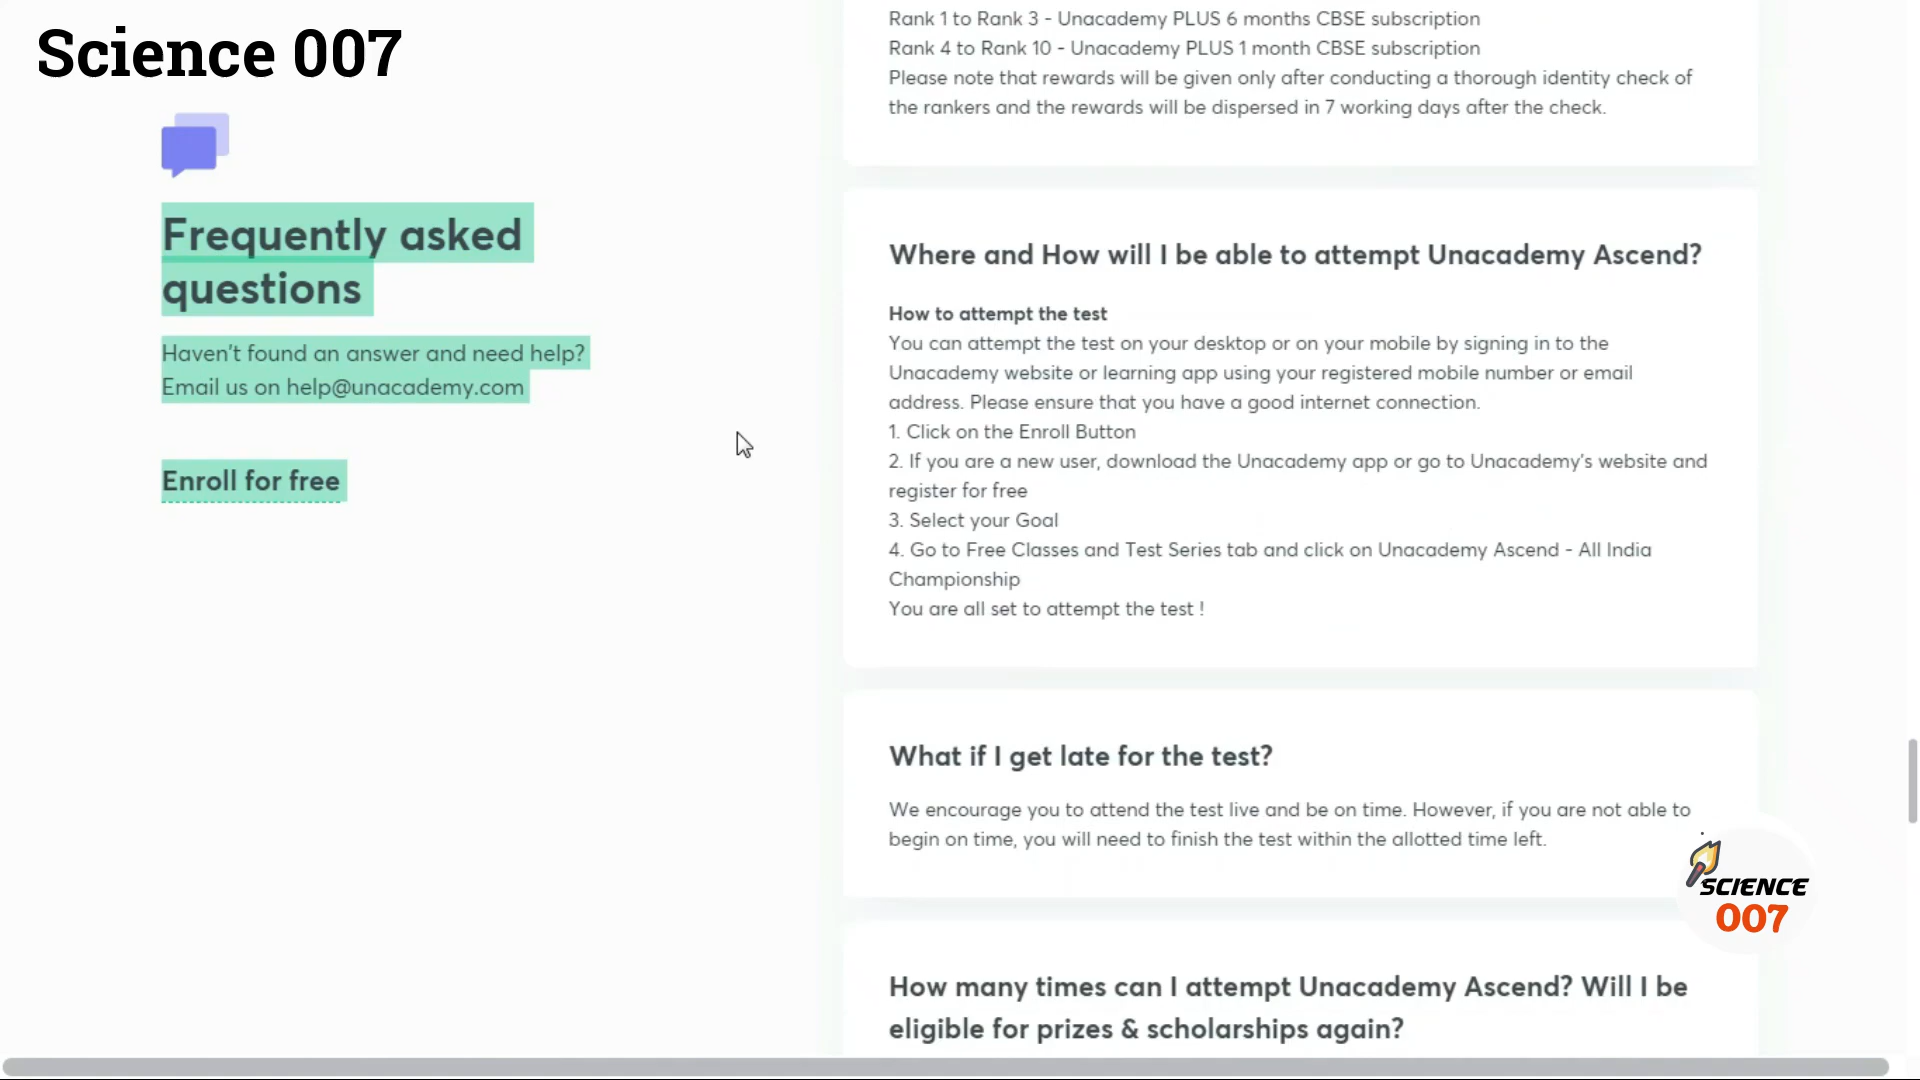 Science 007
Frequently asked
questions
Haven't found an answer and need help?
Email us on help@unacademy.com
Enroll for free
Rank 1 to Rank 3 - Unacademy PLUS 6 months CBSE subscription
Rank 4 to Rank 10 - Unacademy PLUS 1 month CBSE subscription
Please note that rewards will be given only after conducting a thorough identity check of
the rankers and the rewards will be dispersed in 7 working days after the check.
Where and How will I be able to attempt Unacademy Ascend?
How to attempt the test
You can attempt the test on your desktop or on your mobile by signing in to the
Unacademy website or learning app using your registered mobile number or email
address. Please ensure that you have a good internet connection.
1. Click on the Enroll Button
2. If you are a new user, download the Unacademy app or go to Unacademy's website and
register for free
3. Select your Goal
4. Go to Free Classes and Test Series tab and click on Unacademy Ascend - All India
Championship
You are all set to attempt the test !
What if I get late for the test?
We encourage you to attend the test live and be on time. However, if you are not able to
begin on time, you will need to finish the test within the allotted time left.
SCIENCE
007
How many times can I attempt Unacademy Ascend? Will I be
eligible for prizes & scholarships again?